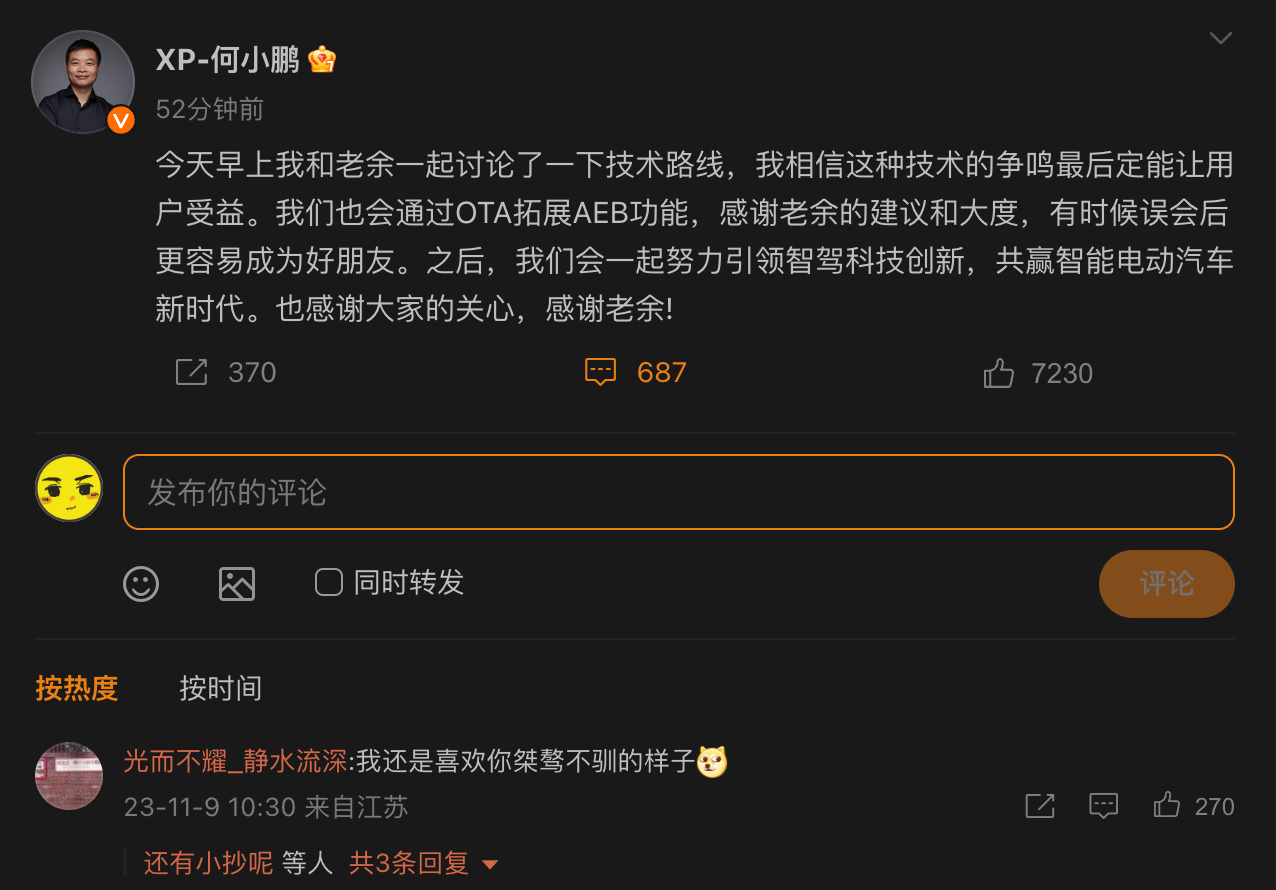 XP-何小鹏
52分钟前
今天早上我和老余一起讨论了一下技术路线，我相信这种技术的争鸣最后定能让用
户受益。我们也会通过OTA拓展AEB功能，感谢老余的建议和大度，有时候误会后
更容易成为好朋友。之后，我们会一起努力引领智驾科技创新，共赢智能电动汽车
新时代。也感谢大家的关心，感谢老余!
370 687 7230
发布你的评论
同时转发 评论
按热度 按时间
光而不耀_静水流深:我还是喜欢你桀骜不驯的样子
23-11-9 10:30 来自江苏 270
还有小抄呢 等人 共3条回复